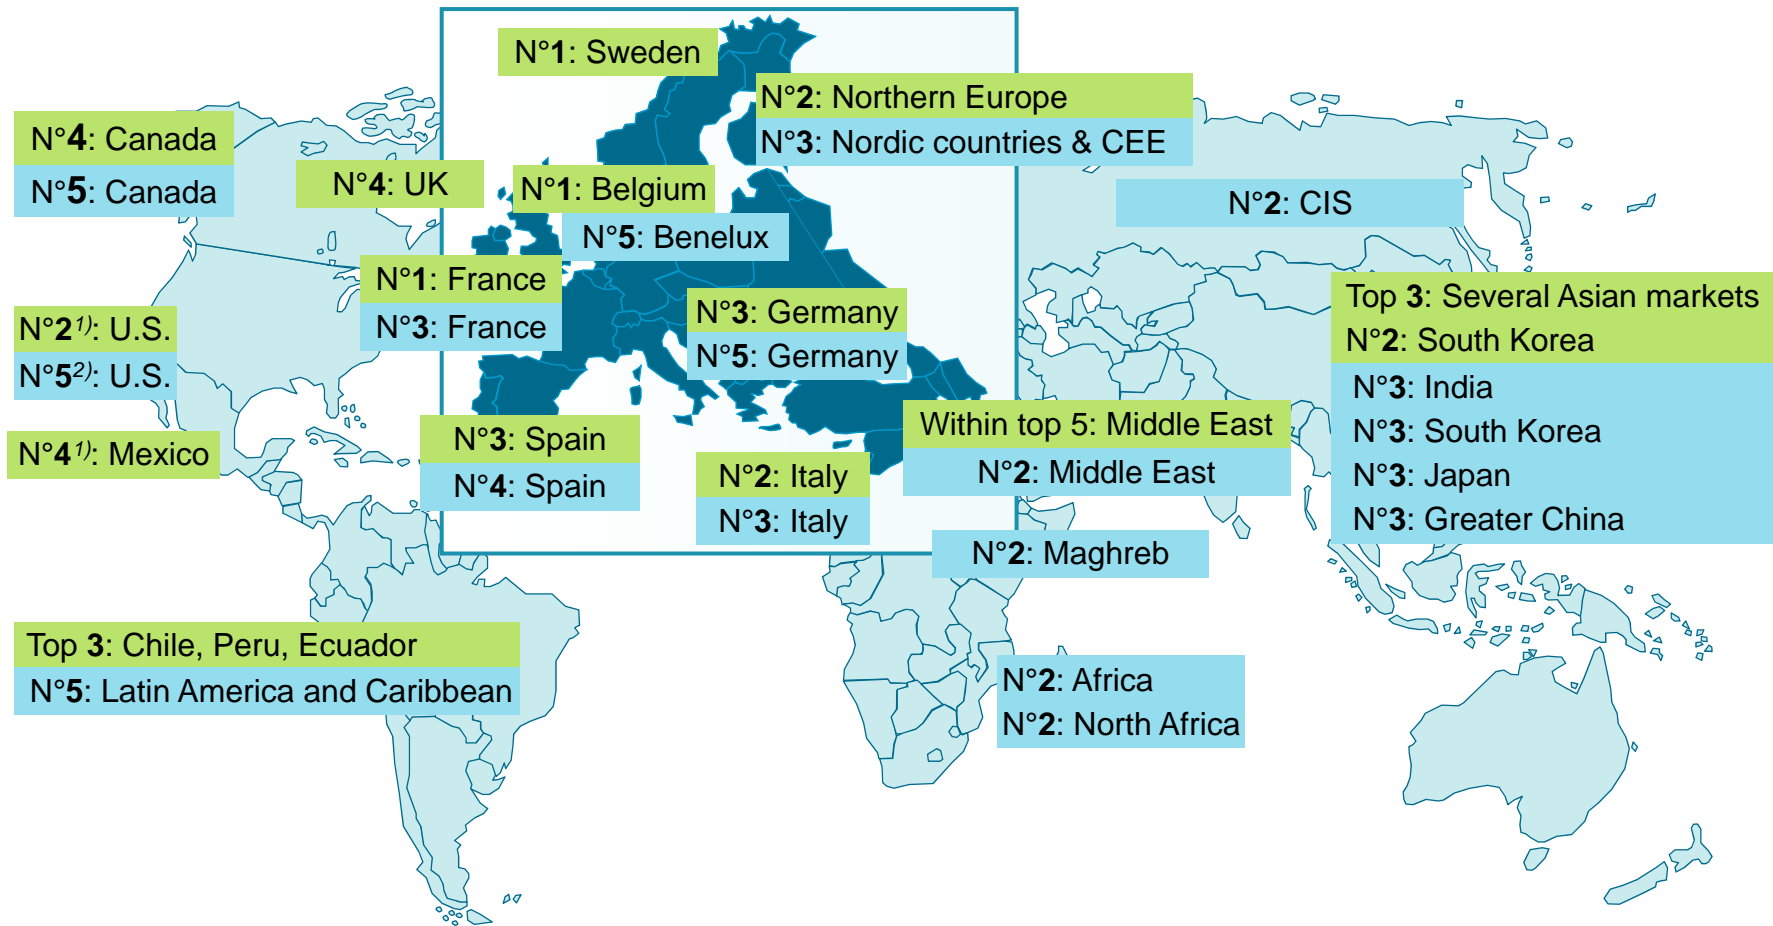 N°1: Sweden
N°2: Northern Europe
N°3: Nordic countries & CEE
N°4: Canada
N°5: Canada
N°4: UK
N°1: Belgium
N°5: Benelux
N°2: CIS
N°1: France
N°3: France
N°3: Germany
N°5: Germany
N°2¹⁾: U.S.
N°5²⁾: U.S.
Top 3: Several Asian markets
N°2: South Korea
N°3: India
N°3: South Korea
N°3: Japan
N°3: Greater China
N°4¹⁾: Mexico
N°3: Spain
N°4: Spain
N°2: Italy
N°3: Italy
Within top 5: Middle East
N°2: Middle East
N°2: Maghreb
Top 3: Chile, Peru, Ecuador
N°5: Latin America and Caribbean
N°2: Africa
N°2: North Africa